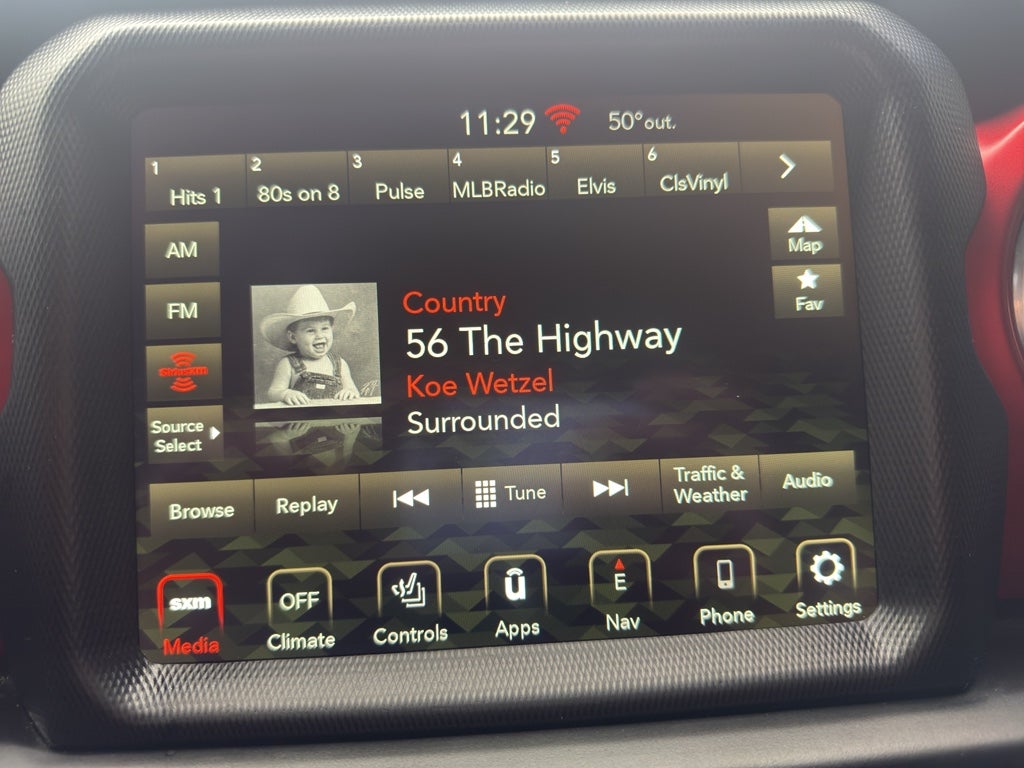 11:29 50° out.
1 Hits 1
2 80s on 8
3 Pulse
4 MLBRadio
5 Elvis
6 ClsVinyl
AM
Map
FM
Fav
SiriusXM
Source
Select
Country
56 The Highway
Koe Wetzel
Surrounded
Browse
Replay
Tune
Traffic &
Weather
Audio
sxm
Media
OFF
Climate
Controls
ū
Apps
E
Nav
Phone
Settings